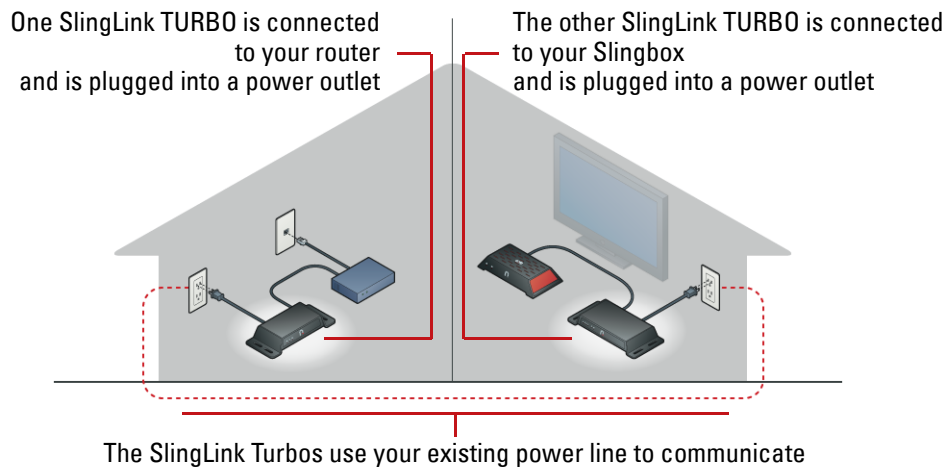 One SlingLink TURBO is connected
to your router
and is plugged into a power outlet
The other SlingLink TURBO is connected
to your Slingbox
and is plugged into a power outlet
The SlingLink Turbos use your existing power line to communicate